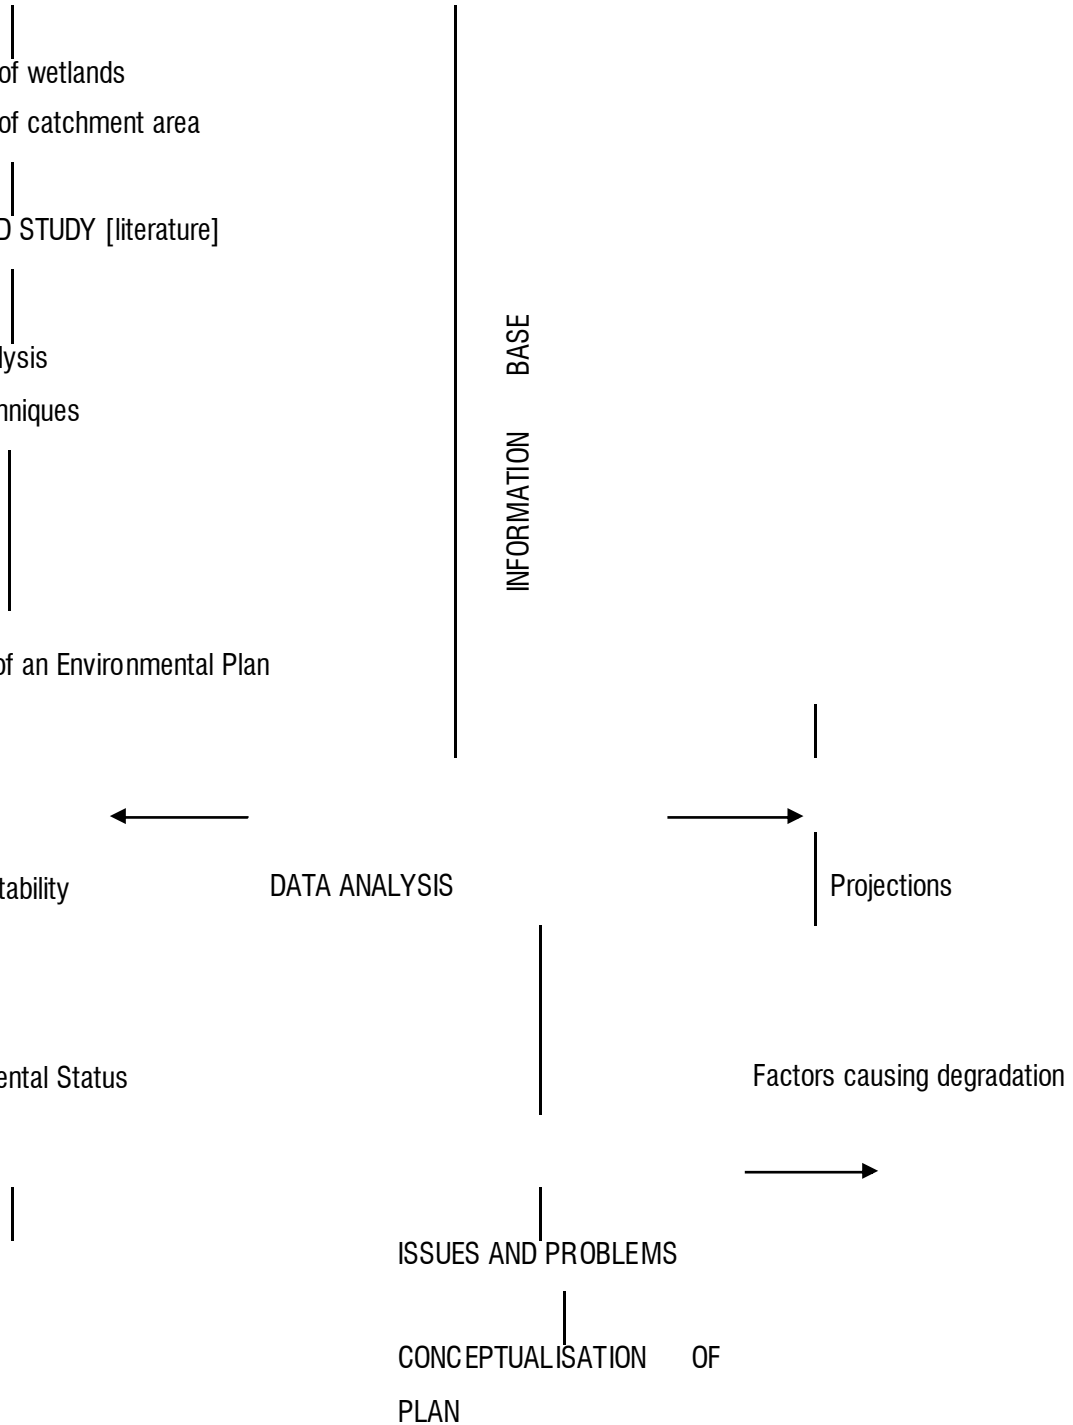 of wetlands
of catchment area
D STUDY [literature]
lysis
hniques
INFORMATION BASE
of an Environmental Plan
tability
DATA ANALYSIS
Projections
ental Status
Factors causing degradation
ISSUES AND PROBLEMS
CONCEPTUALISATION OF
PLAN